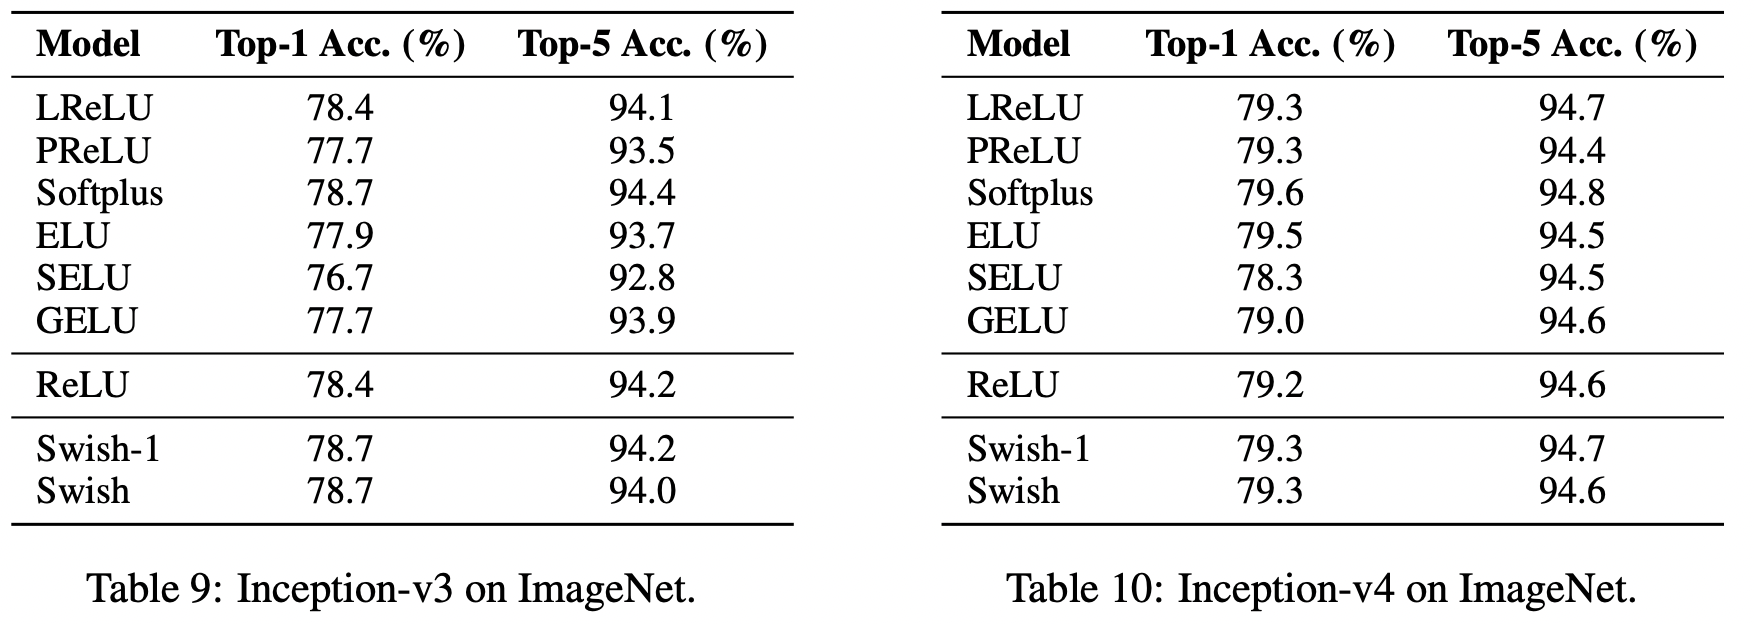 Model Top-1 Acc. (%) Top-5 Acc. (%)
LReLU 78.4 94.1
PReLU 77.7 93.5
Softplus 78.7 94.4
ELU 77.9 93.7
SELU 76.7 92.8
GELU 77.7 93.9
ReLU 78.4 94.2
Swish-1 78.7 94.2
Swish 78.7 94.0
Table 9: Inception-v3 on ImageNet.
Model Top-1 Acc. (%) Top-5 Acc. (%)
LReLU 79.3 94.7
PReLU 79.3 94.4
Softplus 79.6 94.8
ELU 79.5 94.5
SELU 78.3 94.5
GELU 79.0 94.6
ReLU 79.2 94.6
Swish-1 79.3 94.7
Swish 79.3 94.6
Table 10: Inception-v4 on ImageNet.